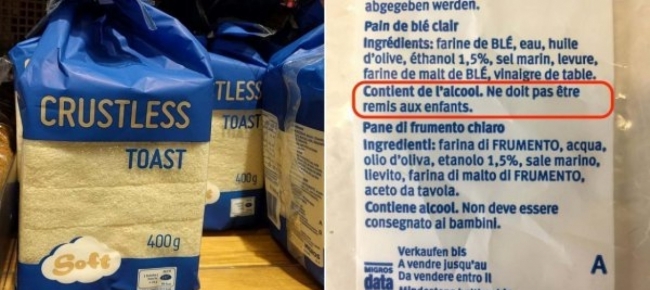 CRUSTLESS
TOAST
400g
Soft
TLESS
TOAST
400g
abgegeben werden.
Pain de blé clair
Ingrédients: farine de BLÉ, eau, huile
d'olive, éthanol 1,5%, sel marin, levure,
farine de malt de BLÉ, vinaigre de table.
Contient de l'alcool. Ne doit pas être
remis aux enfants.
Pane di frumento chiaro
Ingredienti: farina di FRUMENTO, acqua,
olio d'oliva, etanolo 1,5%, sale marino,
lievito, farina di malto di FRUMENTO,
aceto da tavola.
Contiene alcol. Non deve essere
consegnato al bambini.
Verkaufen bis
A vendre jusqu'au
Da vendere entro il
MIGROS
data
A